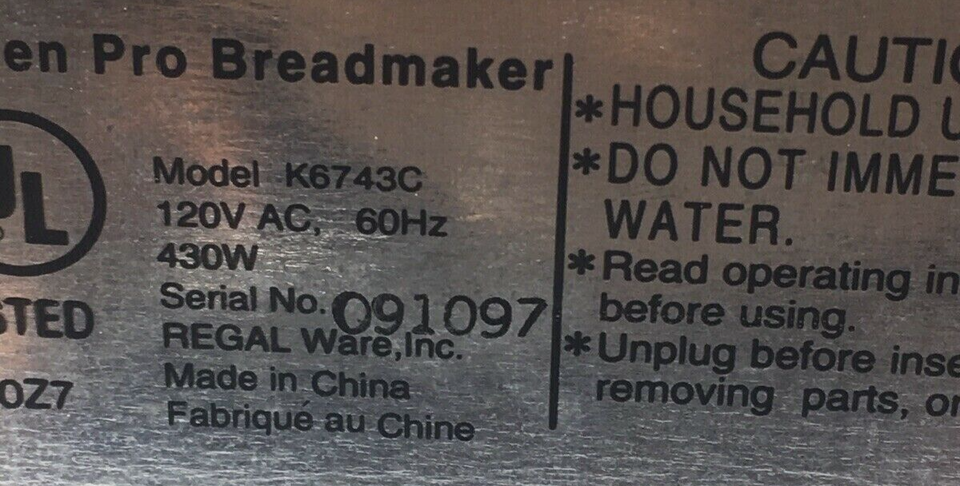 en Pro Breadmaker
UL
STED
0Z7
Model K6743C
120V AC, 60Hz
430W
Serial No. 091097
REGAL Ware,Inc.
Made in China
Fabriqué au Chine
CAUTIO
*HOUSEHOLD U
*DO NOT IMME
WATER.
*Read operating in
before using.
*Unplug before inse
removing parts, or